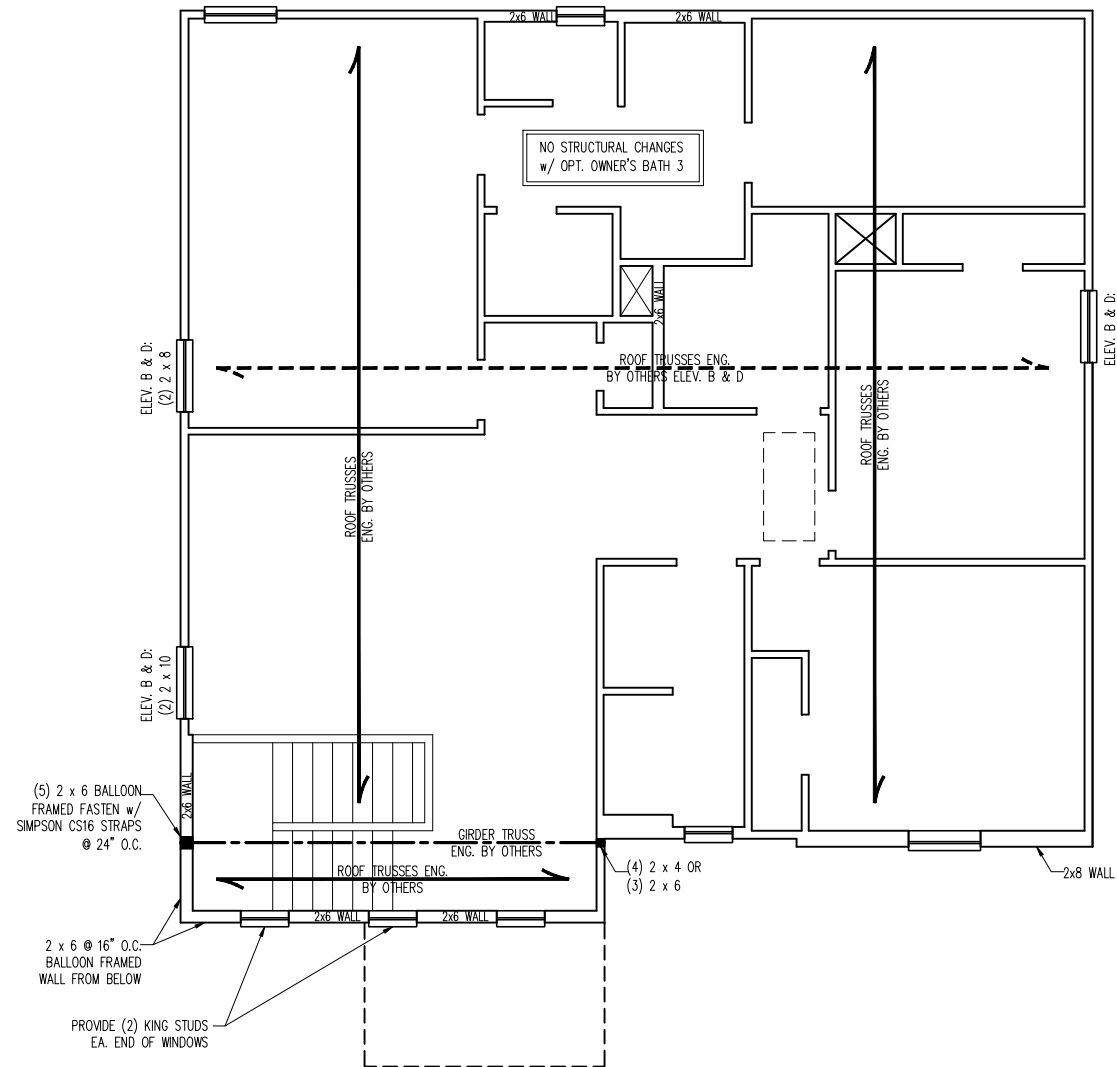 2x6 WALL
2x6 WALL
NO STRUCTURAL CHANGES
w/ OPT. OWNER'S BATH 3
2x6 WALL
ELEV. B & D:
ELEV. B & D:
(2) 2 x 8
ROOF TRUSSES ENG.
BY OTHERS ELEV. B & D
ROOF TRUSSES
ENG. BY OTHERS
ROOF TRUSSES
ENG. BY OTHERS
ELEV. B & D:
(2) 2 x 10
2x6 WALL
(5) 2 x 6 BALLOON
FRAMED FASTEN w/
SIMPSON CS16 STRAPS
@ 24" O.C.
GIRDER TRUSS
ENG. BY OTHERS
ROOF TRUSSES ENG.
BY OTHERS
(4) 2 x 4 OR
(3) 2 x 6
2x8 WALL
2x6 WALL
2x6 WALL
2 x 6 @ 16" O.C.
BALLOON FRAMED
WALL FROM BELOW
PROVIDE (2) KING STUDS
EA. END OF WINDOWS